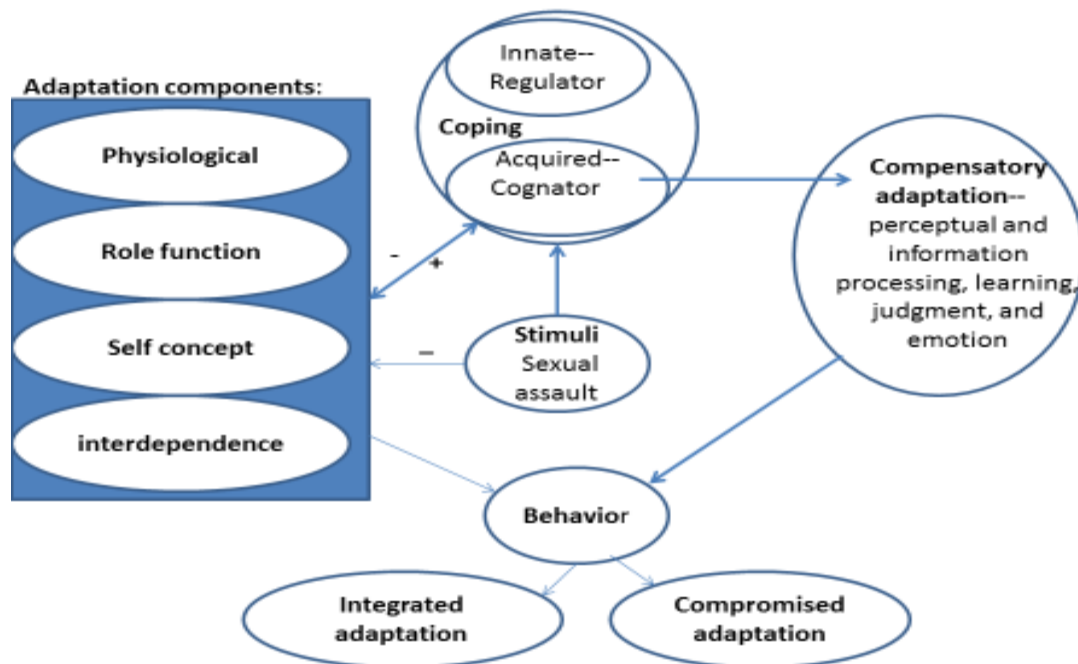 Adaptation components:
Physiological
Role function
Self concept
interdependence
Innate--
Regulator
Coping
Acquired--
Cognator
-
+
Stimuli
Sexual
assault
–
Compensatory
adaptation--
perceptual and
information
processing, learning,
judgment, and
emotion
Behavior
Integrated
adaptation
Compromised
adaptation